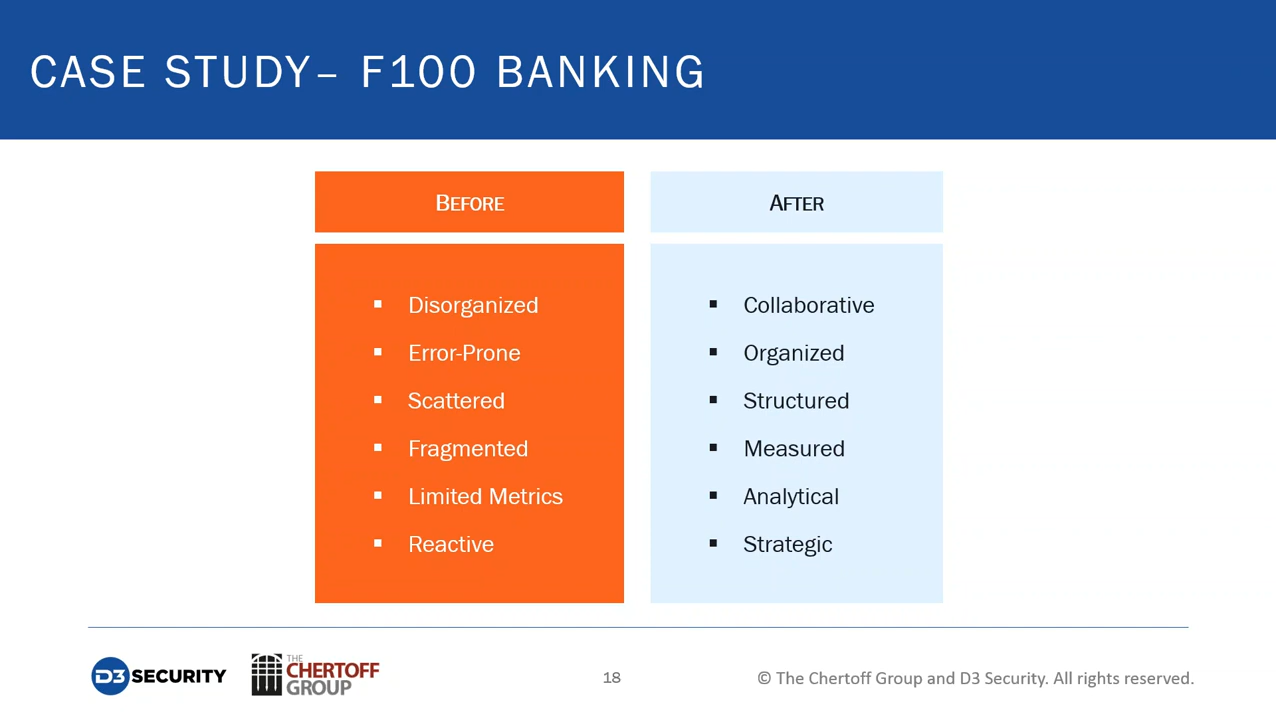 CASE STUDY– F100 BANKING
BEFORE
Disorganized
Error-Prone
Scattered
Fragmented
Limited Metrics
Reactive
AFTER
Collaborative
Organized
Structured
Measured
Analytical
Strategic
D3 SECURITY
THE
CHERTOFF
GROUP
18
© The Chertoff Group and D3 Security. All rights reserved.